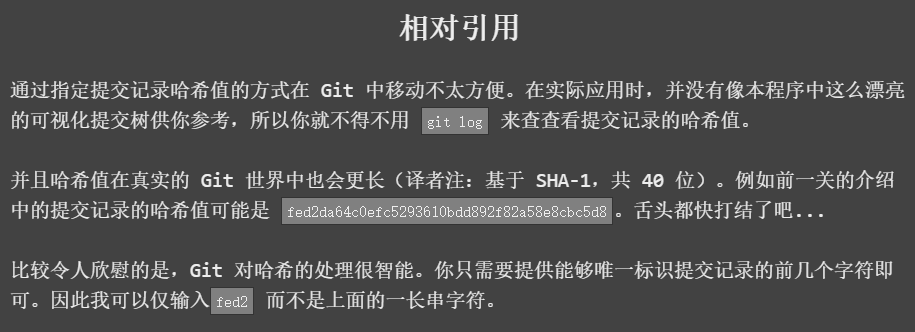 相对引用
通过指定提交记录哈希值的方式在 Git 中移动不太方便。在实际应用时，并没有像本程序中这么漂亮
的可视化提交树供你参考，所以你就不得不用 git log 来查查看提交记录的哈希值。
并且哈希值在真实的 Git 世界中也会更长（译者注：基于 SHA-1，共 40 位）。例如前一关的介绍
中的提交记录的哈希值可能是 fed2da64c0efc5293610bdd892f82a58e8cbc5d8。舌头都快打结了吧...
比较令人欣慰的是，Git 对哈希的处理很智能。你只需要提供能够唯一标识提交记录的前几个字符即
可。因此我可以仅输入fed2 而不是上面的一长串字符。